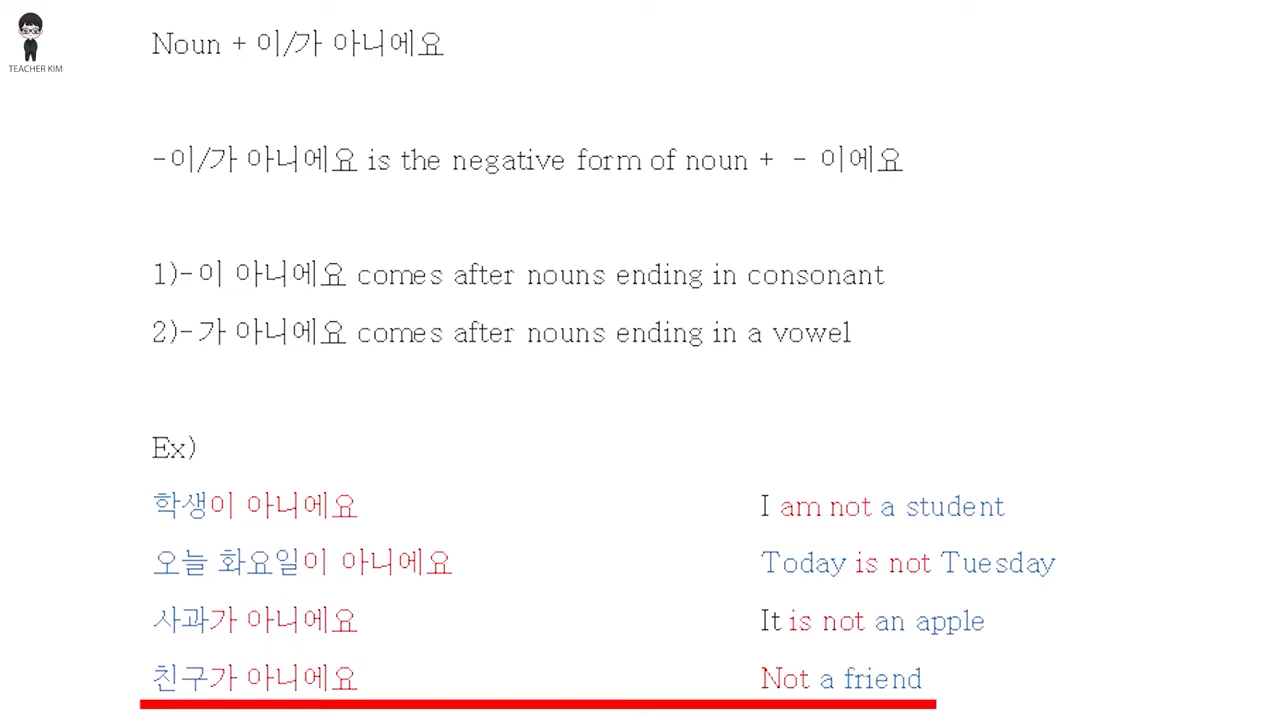 TEACHER KIM
Noun + 이/가 아니에요
-이/가 아니에요 is the negative form of noun + - 이에요
1)-이 아니에요 comes after nouns ending in consonant
2)-가 아니에요 comes after nouns ending in a vowel
Ex)
학생이 아니에요 I am not a student
오늘 화요일이 아니에요 Today is not Tuesday
사과가 아니에요 It is not an apple
친구가 아니에요 Not a friend